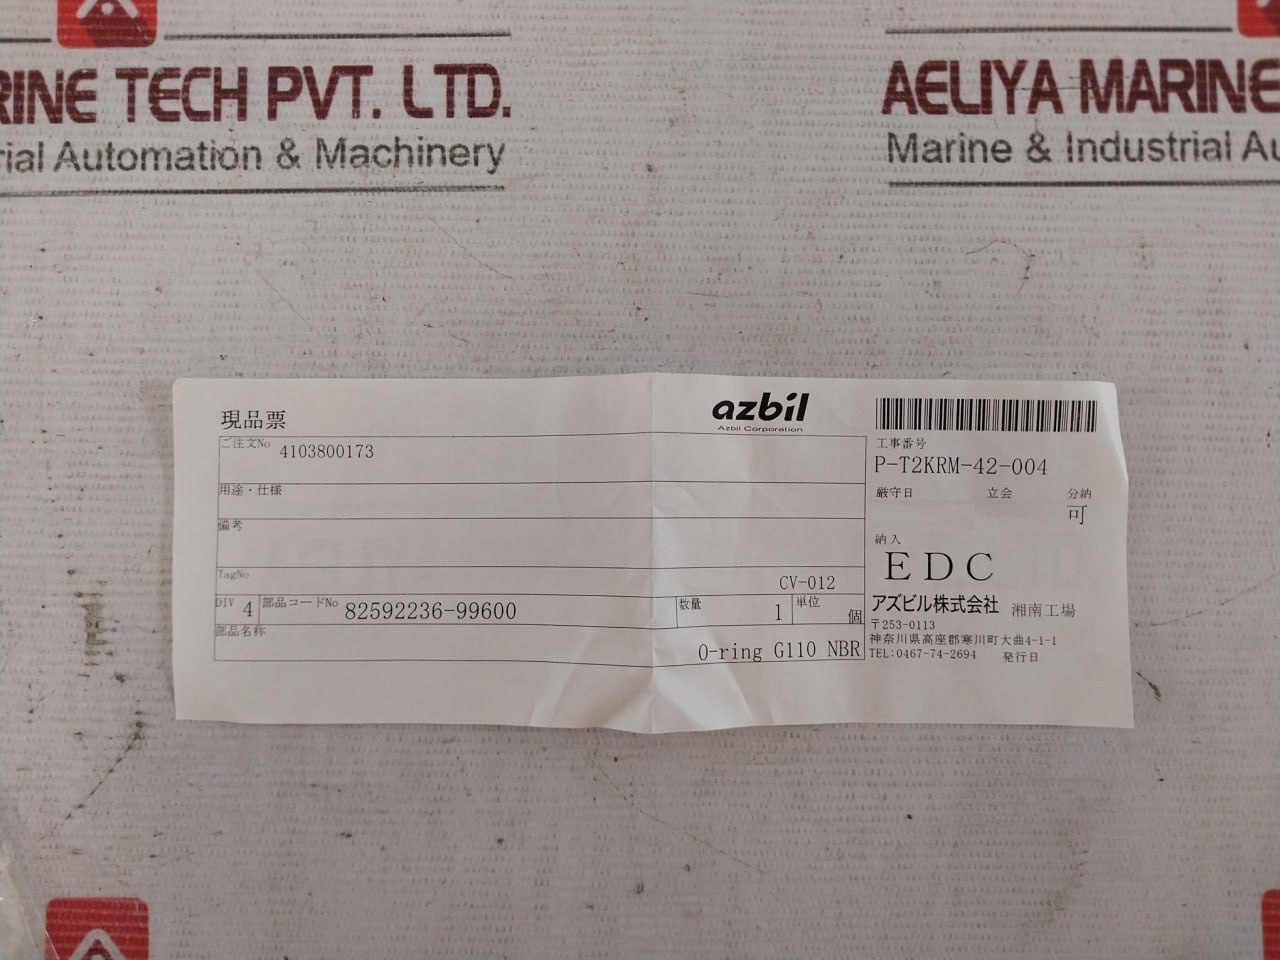 RINE TECH PVT. LTD.
rial Automation & Machinery
AELIYA MARINE
Marine & Industrial Au
現品票
azbil
Azbil Corporation
ご注文No 4103800173
用途・仕様
備考
TagNo CV-012
DIV 4 部品コードNo 82592236-99600 数量 1 単位 個
部品名称 O-ring G110 NBR
工事番号
P-T2KRM-42-004
厳守日 立会 分納
可
納入
EDC
アズビル株式会社 湘南工場
〒253-0113
神奈川県高座郡寒川町大曲4-1-1
TEL:0467-74-2694 発行日